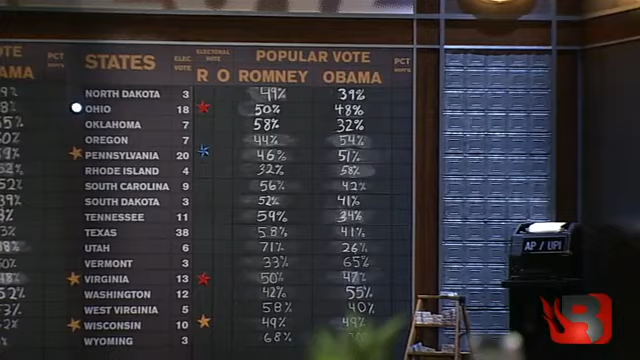 OTE
AMA
PCT
STATES
ELEC VOTE
ELECTORAL VOTE
R O
POPULAR VOTE
ROMNEY OBAMA
PCT
NORTH DAKOTA 3 49% 39%
OHIO 18 50% 48%
OKLAHOMA 7 58% 32%
OREGON 7 44% 54%
PENNSYLVANIA 20 46% 51%
RHODE ISLAND 4 32% 58%
SOUTH CAROLINA 9 56% 42%
SOUTH DAKOTA 3 52% 41%
TENNESSEE 11 59% 34%
TEXAS 38 58% 41%
UTAH 6 71% 26%
VERMONT 3 33% 65%
VIRGINIA 13 50% 47%
WASHINGTON 12 42% 55%
WEST VIRGINIA 5 58% 40%
WISCONSIN 10 49% 49%
WYOMING 3 68%
AP / UPI
B